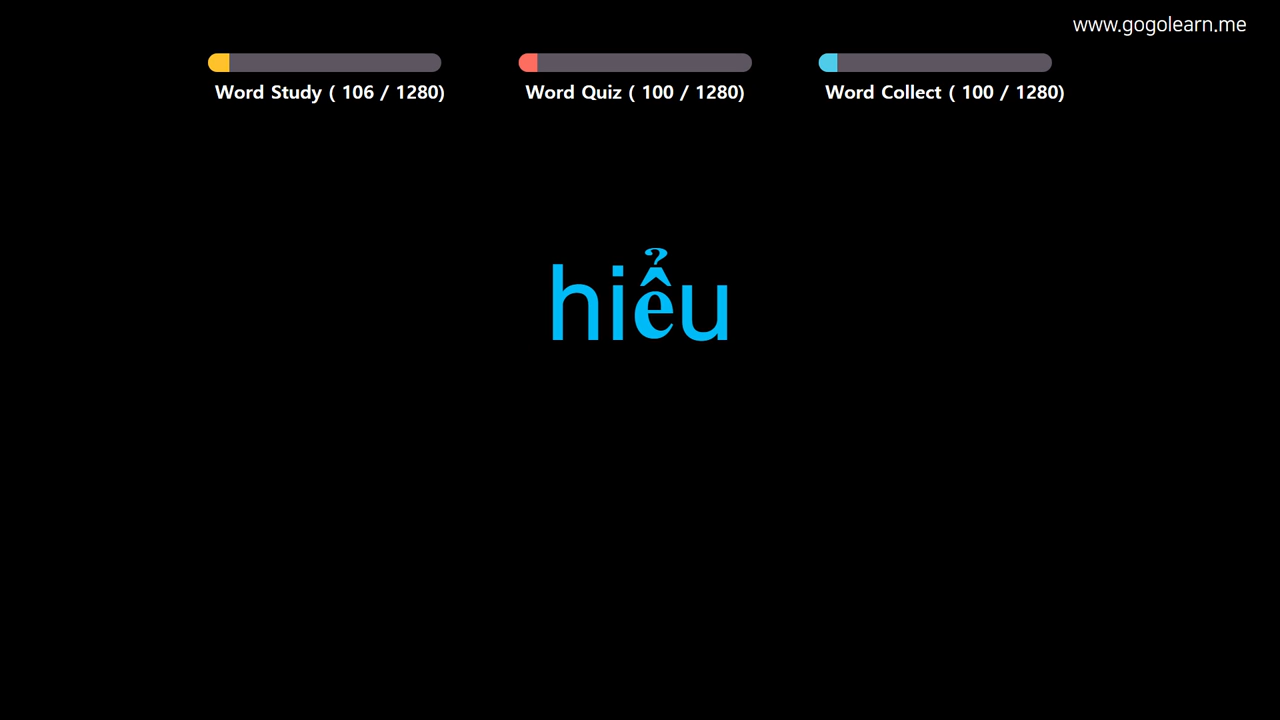 www.gogolearn.me
Word Study ( 106 / 1280)
Word Quiz ( 100 / 1280)
Word Collect ( 100 / 1280)
hiểu